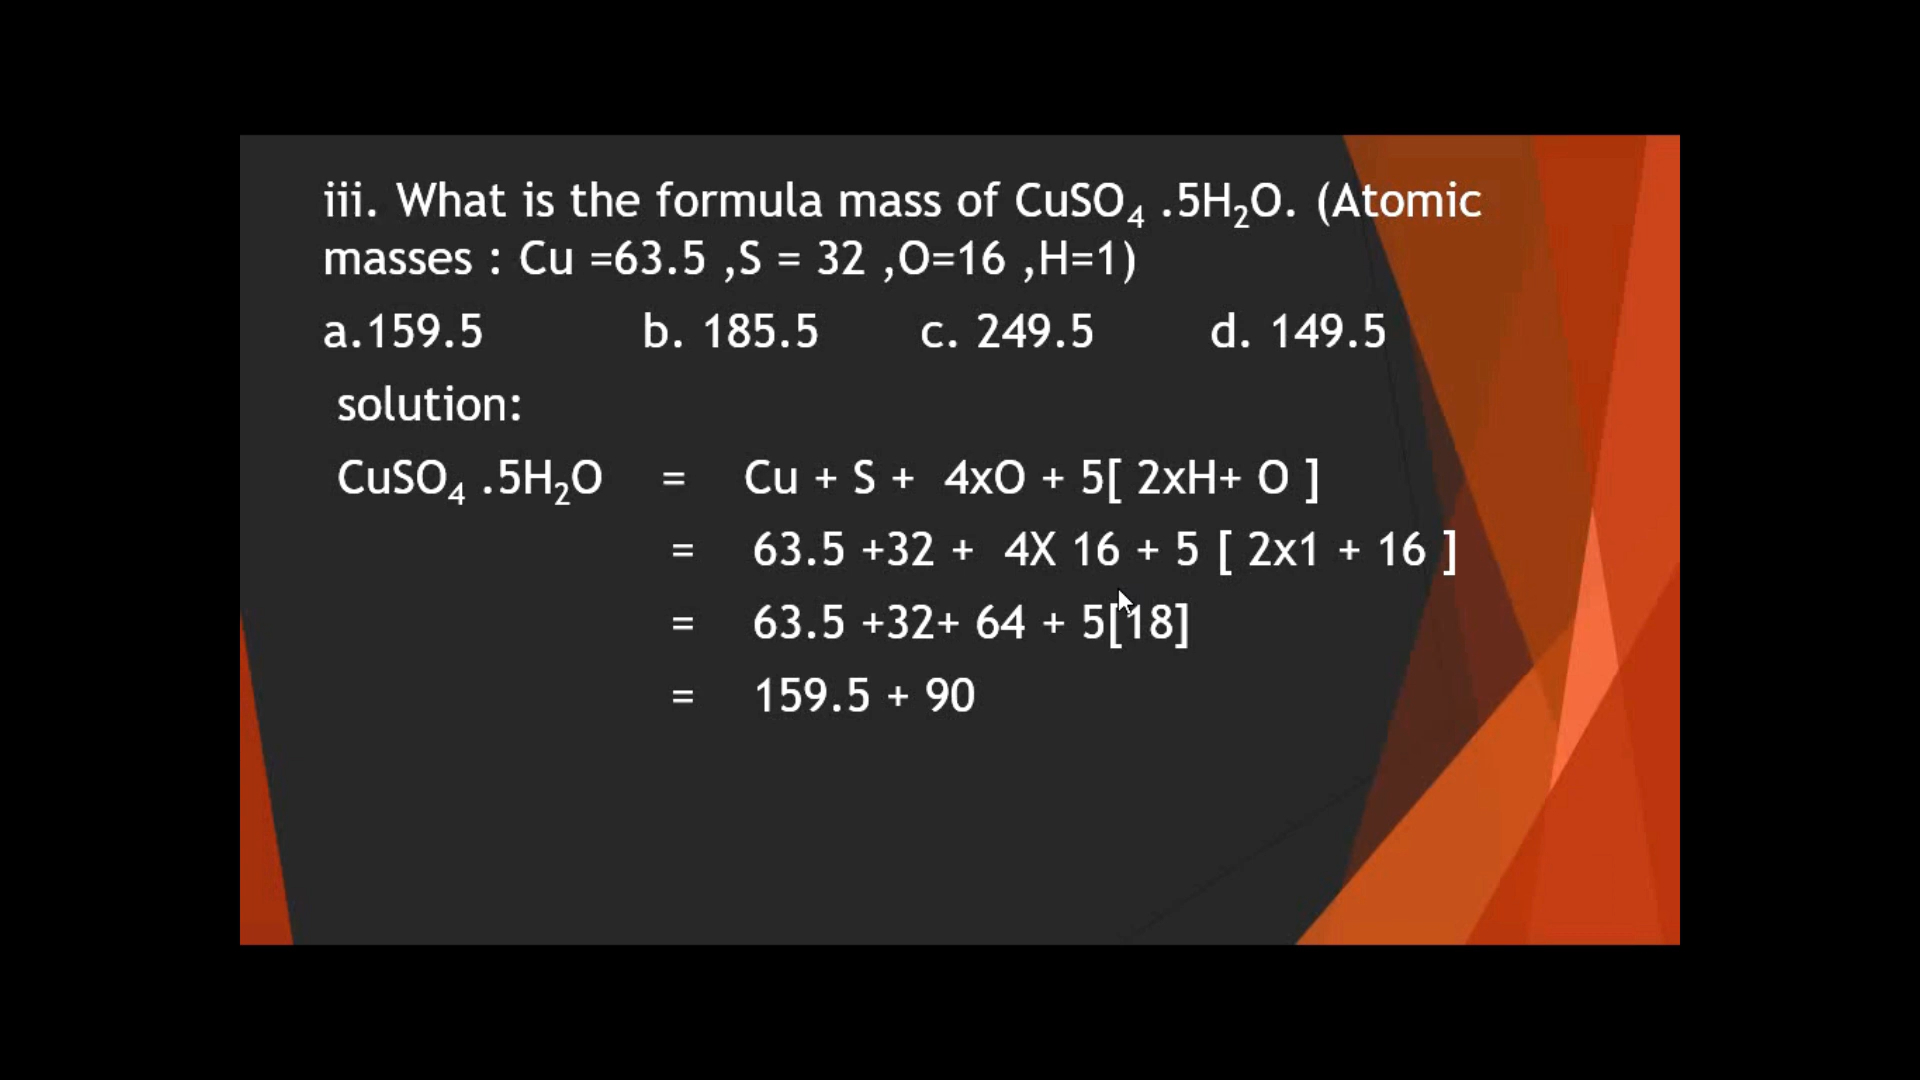 iii. What is the formula mass of CuSO₄ .5H₂O. (Atomic
masses : Cu =63.5 ,S = 32 ,O=16 ,H=1)
a.159.5 b. 185.5 c. 249.5 d. 149.5
solution:
CuSO₄ .5H₂O = Cu + S + 4xO + 5[ 2xH+ O ]
= 63.5 +32 + 4X 16 + 5 [ 2x1 + 16 ]
= 63.5 +32+ 64 + 5[18]
= 159.5 + 90